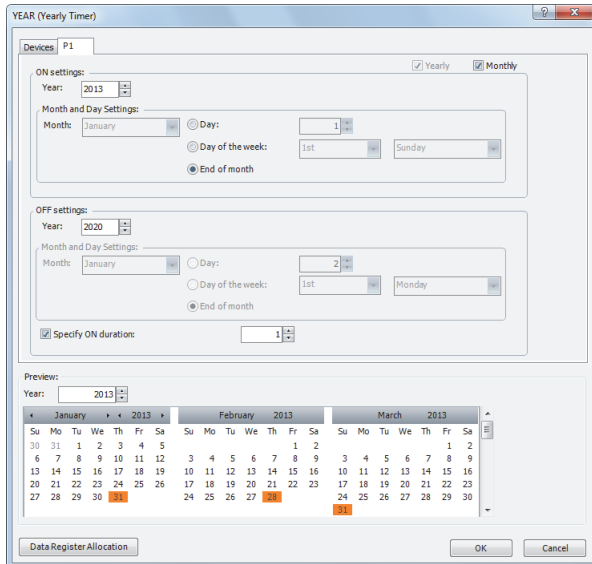 YEAR (Yearly Timer)
Devices P1
Yearly Monthly
ON settings:
Year: 2013
Month and Day Settings:
Month: January Day: 1
Day of the week: 1st Sunday
End of month
OFF settings:
Year: 2020
Month and Day Settings:
Month: January Day: 2
Day of the week: 1st Monday
End of month
Specify ON duration: 1
Preview:
Year: 2013
January 2013 February 2013 March 2013
Su Mo Tu We Th Fr Sa Su Mo Tu We Th Fr Sa Su Mo Tu We Th Fr Sa
30 31 1 2 3 4 5 1 2 1 2
6 7 8 9 10 11 12 3 4 5 6 7 8 9 3 4 5 6 7 8 9
13 14 15 16 17 18 19 10 11 12 13 14 15 16 10 11 12 13 14 15 16
20 21 22 23 24 25 26 17 18 19 20 21 22 23 17 18 19 20 21 22 23
27 28 29 30 31 24 25 26 27 28 24 25 26 27 28 29 30
31
Data Register Allocation OK Cancel